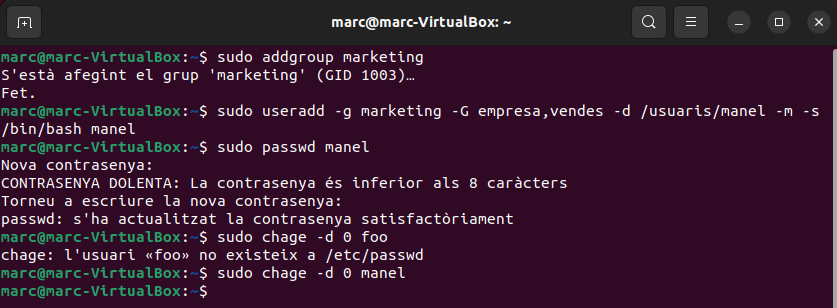 marc@marc-VirtualBox: ~
marc@marc-VirtualBox:~$ sudo addgroup marketing
S'està afegint el grup 'marketing' (GID 1003)…
Fet.
marc@marc-VirtualBox:~$ sudo useradd -g marketing -G empresa,vendes -d /usuaris/manel -m -s
/bin/bash manel
marc@marc-VirtualBox:~$ sudo passwd manel
Nova contrasenya:
CONTRASENYA DOLENTA: La contrasenya és inferior als 8 caràcters
Torneu a escriure la nova contrasenya:
passwd: s'ha actualitzat la contrasenya satisfactòriament
marc@marc-VirtualBox:~$ sudo chage -d 0 foo
chage: l'usuari «foo» no existeix a /etc/passwd
marc@marc-VirtualBox:~$ sudo chage -d 0 manel
marc@marc-VirtualBox:~$